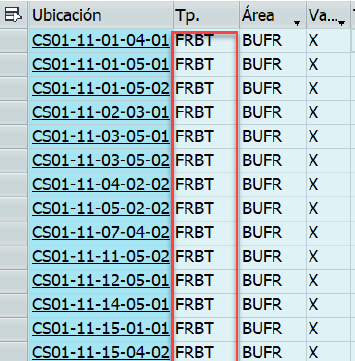 Ubicación Tp. Área Va...
CS01-11-01-04-01 FRBT BUFR X
CS01-11-01-05-01 FRBT BUFR X
CS01-11-01-05-02 FRBT BUFR X
CS01-11-02-03-01 FRBT BUFR X
CS01-11-03-05-01 FRBT BUFR X
CS01-11-03-05-02 FRBT BUFR X
CS01-11-04-02-02 FRBT BUFR X
CS01-11-05-02-02 FRBT BUFR X
CS01-11-07-04-02 FRBT BUFR X
CS01-11-11-05-02 FRBT BUFR X
CS01-11-12-05-01 FRBT BUFR X
CS01-11-14-05-01 FRBT BUFR X
CS01-11-15-01-01 FRBT BUFR X
CS01-11-15-04-02 FRBT BUFR X